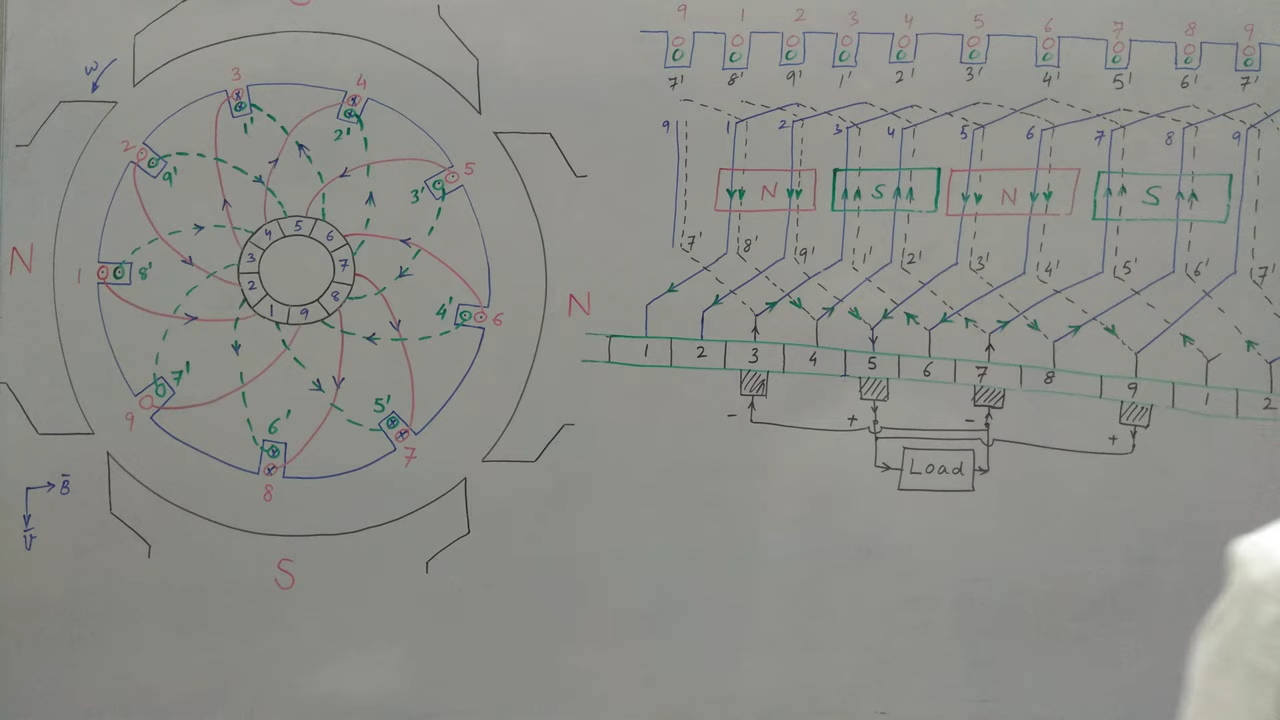 9 1 2 3 4 5 6 7 8 9
7' 8' 9' 1' 2' 3' 4' 5' 6' 7'
9 1 2 3 4 5 6 7 8 9
N S N S
7' 8' 9' 1' 2' 3' 4' 5' 6' 7'
1 2 3 4 5 6 7 8 9 1 2
- + - +
Load
ω
3 4
1' 2'
2 9' 3' 5
N 1 8' 4' 6 N
4 5 6
3 7
2 8
1 9
9 7' 6' 5' 7
8
B̄
v̄
S